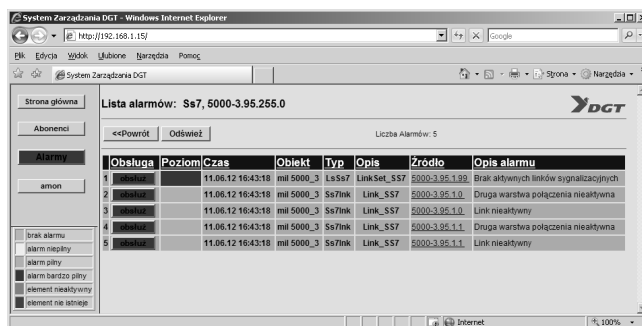 System Zarządzania DGT - Windows Internet Explorer
http://192.168.1.15/
Google
Plik Edycja Widok Ulubione Narzędzia Pomoc
System Zarządzania DGT
Strona Narzędzia
Strona główna
Abonenci
Alarmy
amon
Lista alarmów: Ss7, 5000-3.95.255.0
DGT
<<Powrót Odśwież Liczba Alarmów: 5
Obsługa Poziom Czas Obiekt Typ Opis Źródło Opis alarmu
1 obsłuż 11.06.12 16:43:18 mil 5000_3 LsSs7 LinkSet_SS7 5000-3.95.1.99 Brak aktywnych linków sygnalizacyjnych
2 obsłuż 11.06.12 16:43:18 mil 5000_3 Ss7lnk Link_SS7 5000-3.95.1.0 Druga warstwa połączenia nieaktywna
3 obsłuż 11.06.12 16:43:18 mil 5000_3 Ss7lnk Link_SS7 5000-3.95.1.0 Link nieaktywny
4 obsłuż 11.06.12 16:43:18 mil 5000_3 Ss7lnk Link_SS7 5000-3.95.1.1 Druga warstwa połączenia nieaktywna
5 obsłuż 11.06.12 16:43:18 mil 5000_3 Ss7lnk Link_SS7 5000-3.95.1.1 Link nieaktywny
brak alarmu
alarm niepilny
alarm pilny
alarm bardzo pilny
element nieaktywny
element nie istnieje
Internet 100%